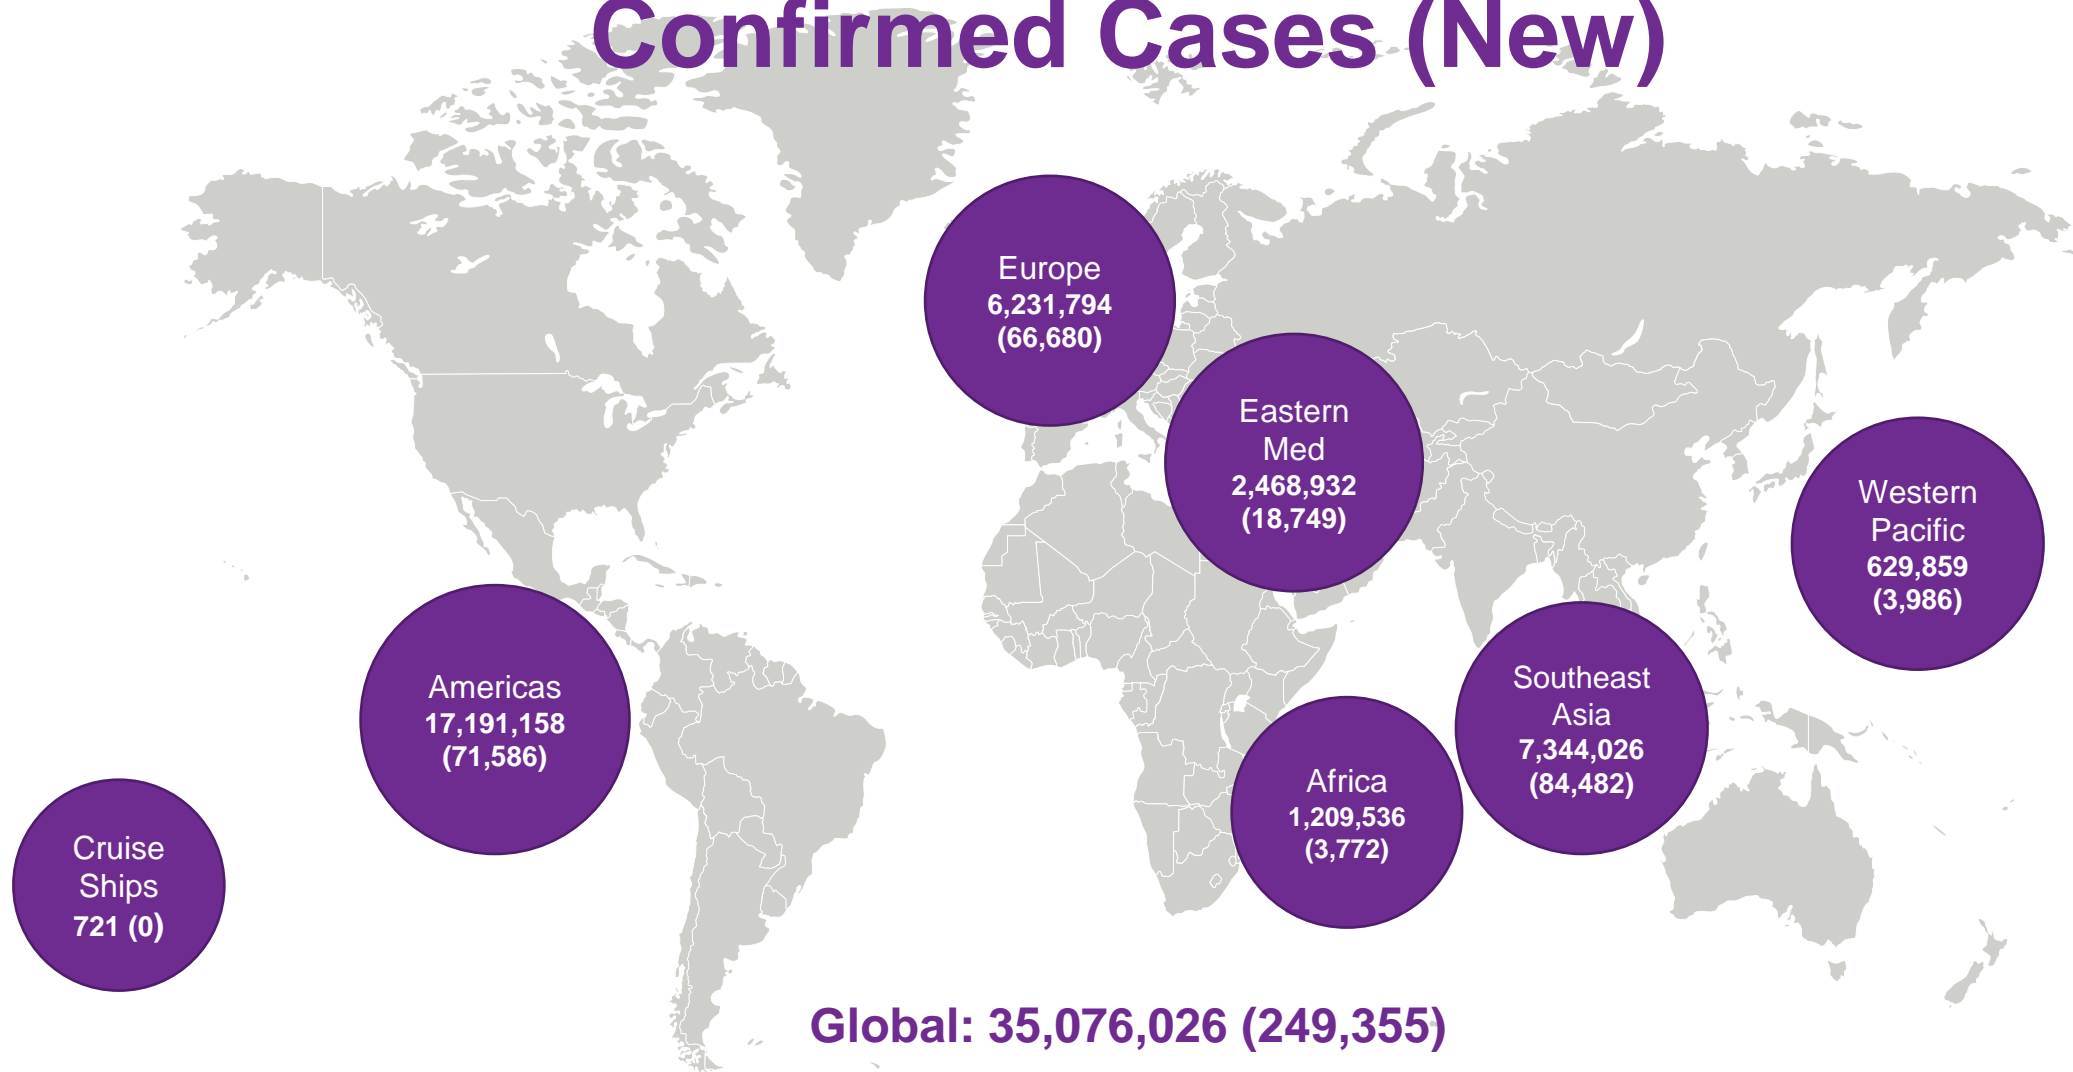 Confirmed Cases (New)
Europe
6,231,794
(66,680)
Eastern
Med
2,468,932
(18,749)
Western
Pacific
629,859
(3,986)
Americas
17,191,158
(71,586)
Southeast
Asia
7,344,026
(84,482)
Africa
1,209,536
(3,772)
Cruise
Ships
721 (0)
Global: 35,076,026 (249,355)